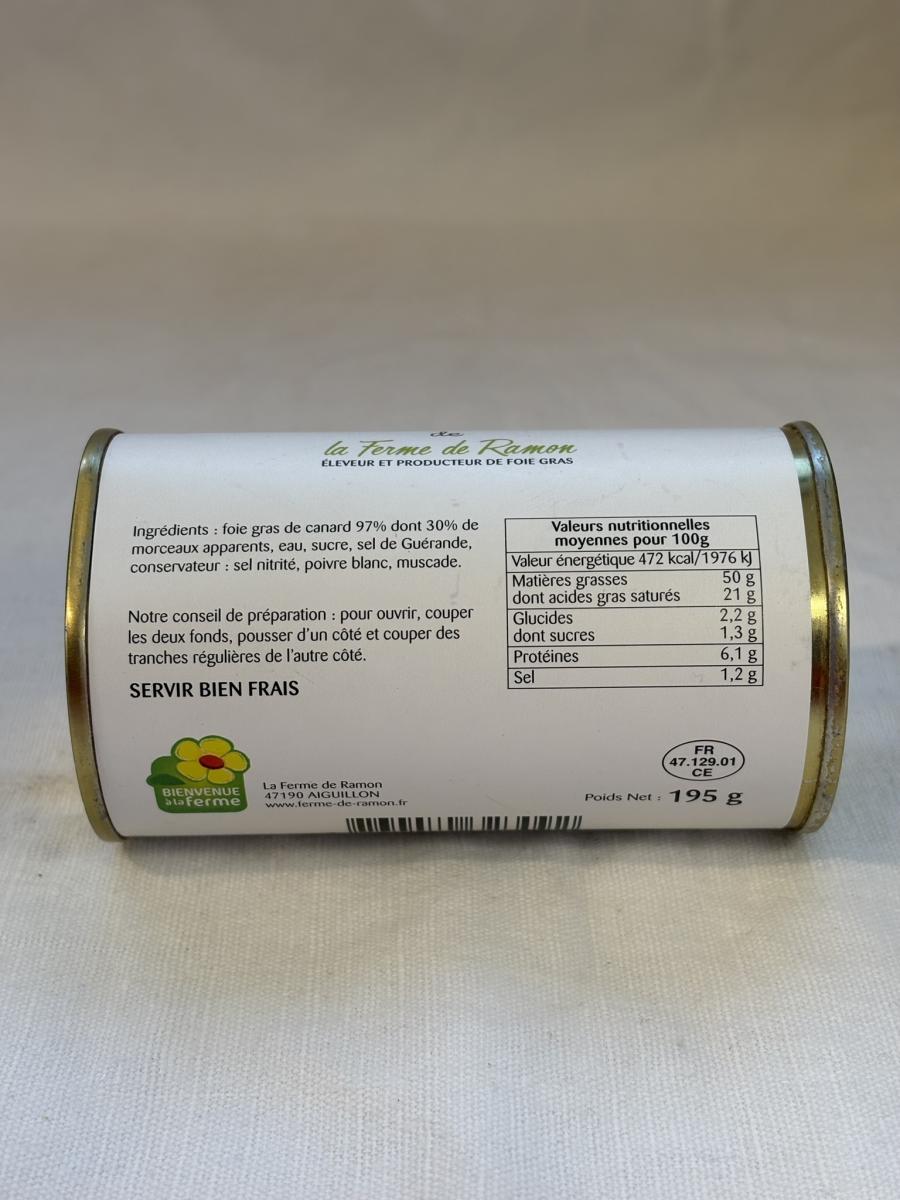 de
la Ferme de Ramon
ÉLEVEUR ET PRODUCTEUR DE FOIE GRAS
Ingrédients : foie gras de canard 97% dont 30% de
morceaux apparents, eau, sucre, sel de Guérande,
conservateur : sel nitrité, poivre blanc, muscade.
Notre conseil de préparation : pour ouvrir, couper
les deux fonds, pousser d'un côté et couper des
tranches régulières de l'autre côté.
SERVIR BIEN FRAIS
Valeurs nutritionnelles
moyennes pour 100g
Valeur énergétique 472 kcal/1976 kJ
Matières grasses 50 g
dont acides gras saturés 21 g
Glucides 2,2 g
dont sucres 1,3 g
Protéines 6,1 g
Sel 1,2 g
BIENVENUE
à la ferme
La Ferme de Ramon
47190 AIGUILLON
www.ferme-de-ramon.fr
FR
47.129.01
CE
Poids Net : 195 g